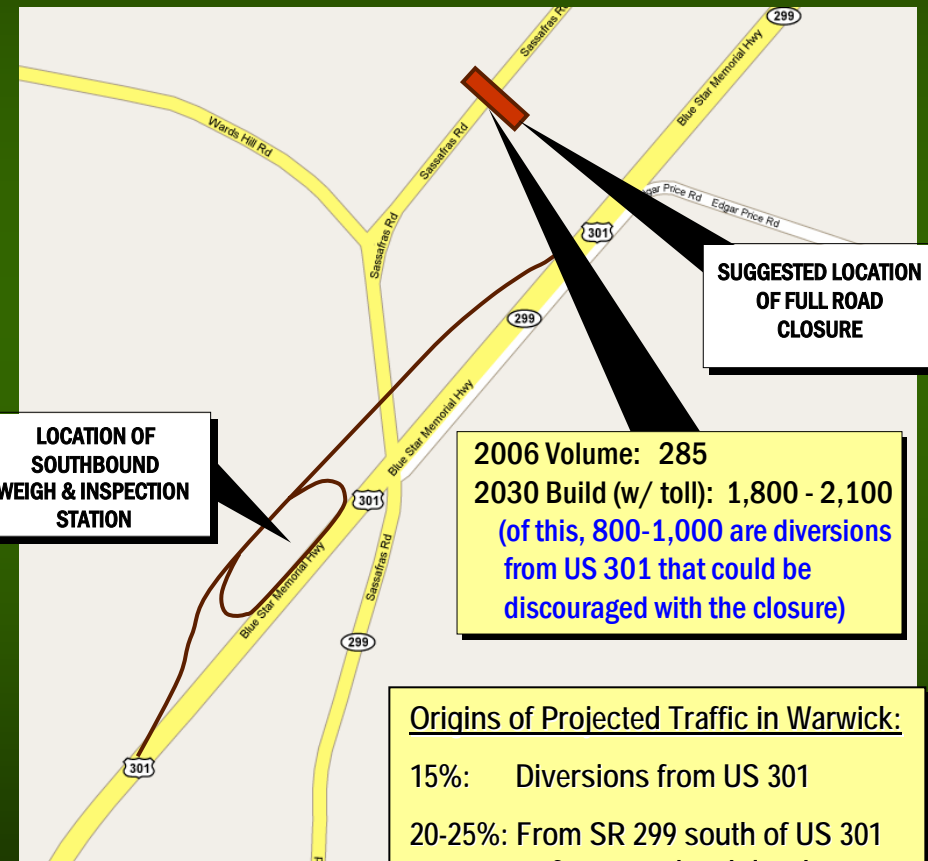 Sassafras Rd
299
Blue Star Memorial Hwy
Wards Hill Rd
Sassafras Rd
Edgar Price Rd
301
Sassafras Rd
SUGGESTED LOCATION
OF FULL ROAD
CLOSURE
299
Blue Star Memorial Hwy
LOCATION OF
SOUTHBOUND
WEIGH & INSPECTION
STATION
301
2006 Volume: 285
2030 Build (w/ toll): 1,800 - 2,100
(of this, 800-1,000 are diversions
from US 301 that could be
discouraged with the closure)
Blue Star Memorial Hwy
Sassafras Rd
299
301
Origins of Projected Traffic in Warwick:
15%: Diversions from US 301
20-25%: From SR 299 south of US 301